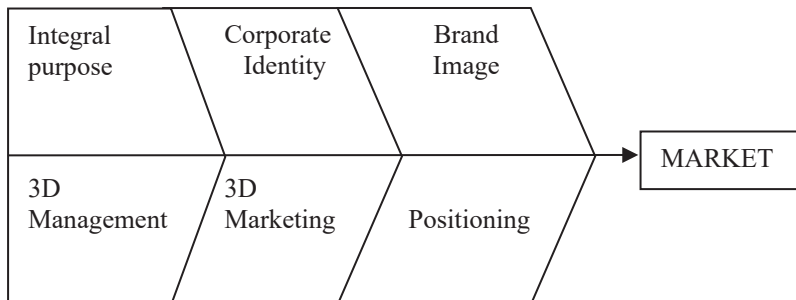 Integral
purpose
Corporate
Identity
Brand
Image
MARKET
3D
Management
3D
Marketing
Positioning